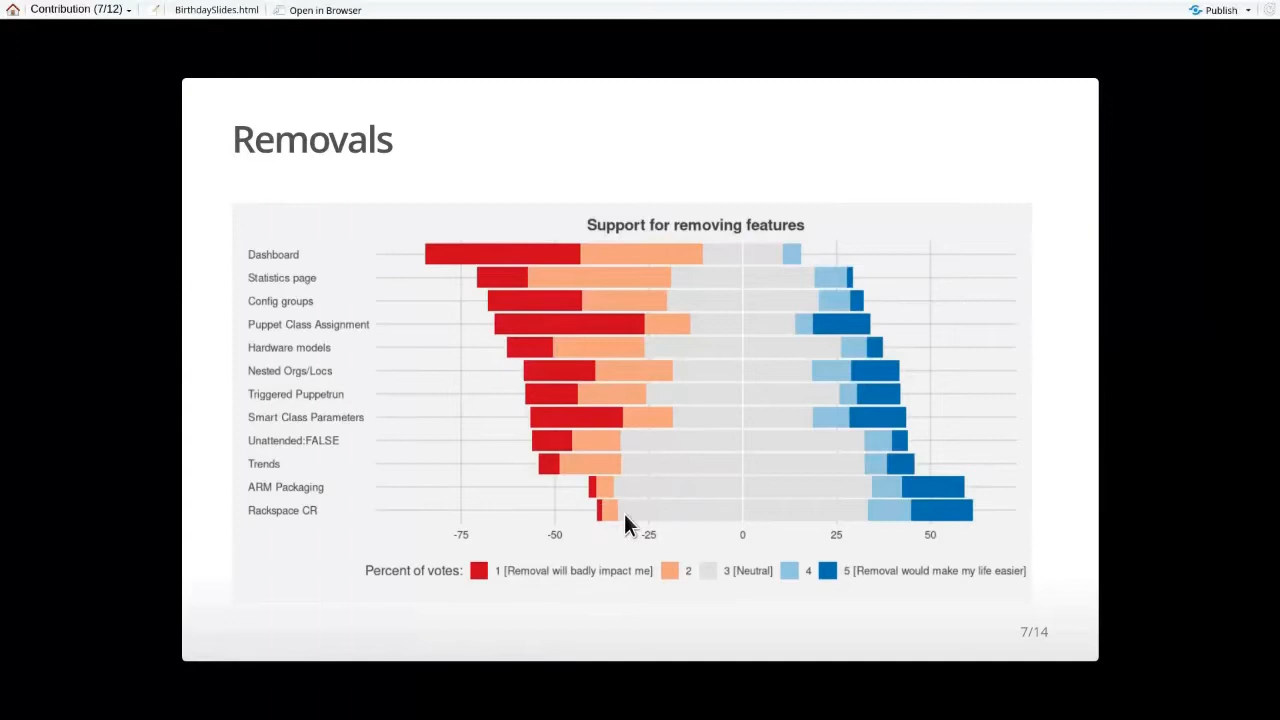 Contribution (7/12) BirthdaySlides.html Open in Browser Publish
Removals
Support for removing features
Dashboard
Statistics page
Config groups
Puppet Class Assignment
Hardware models
Nested Orgs/Locs
Triggered Puppetrun
Smart Class Parameters
Unattended:FALSE
Trends
ARM Packaging
Rackspace CR
-75 -50 -25 0 25 50
Percent of votes: 1 [Removal will badly impact me] 2 3 [Neutral] 4 5 [Removal would make my life easier]
7/14